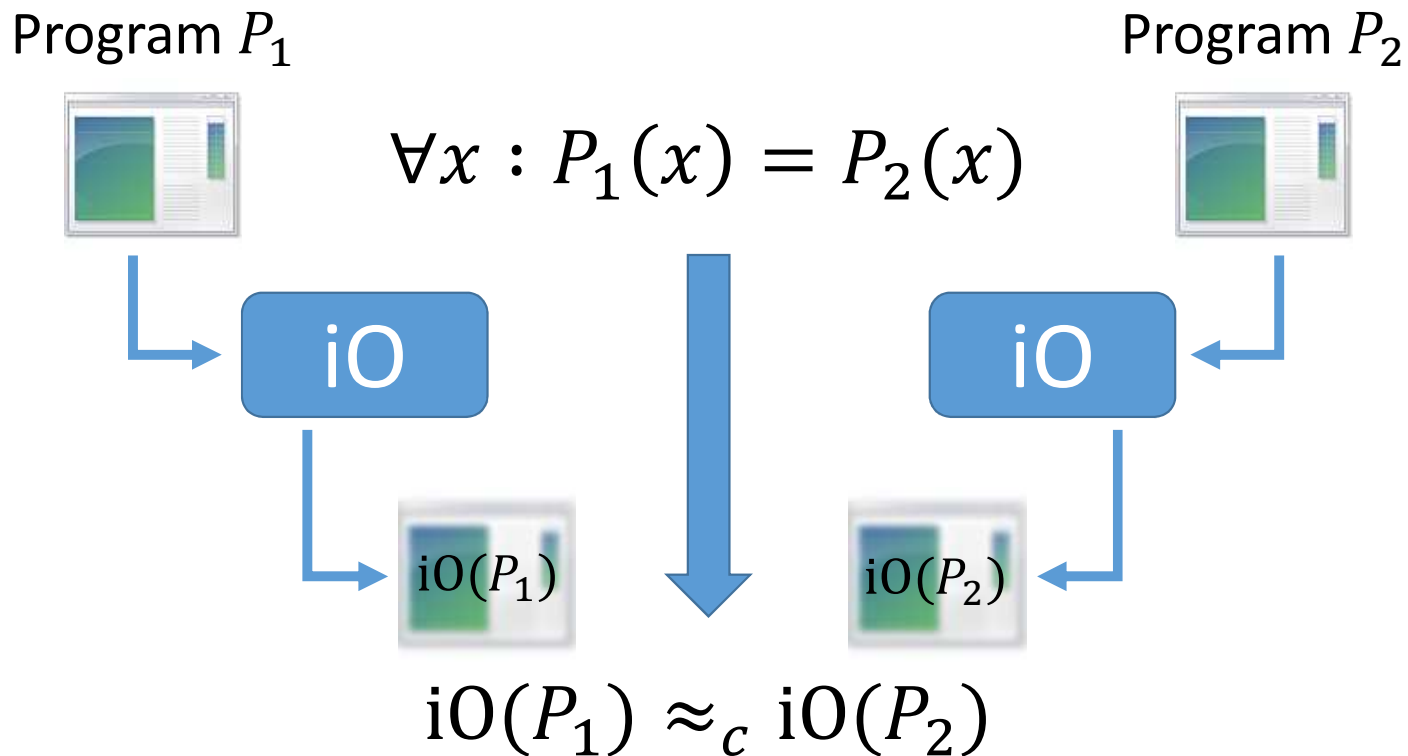 Program P₁
Program P₂
∀x : P₁(x) = P₂(x)
iO
iO
iO(P₁)
iO(P₂)
iO(P₁) ≈c iO(P₂)